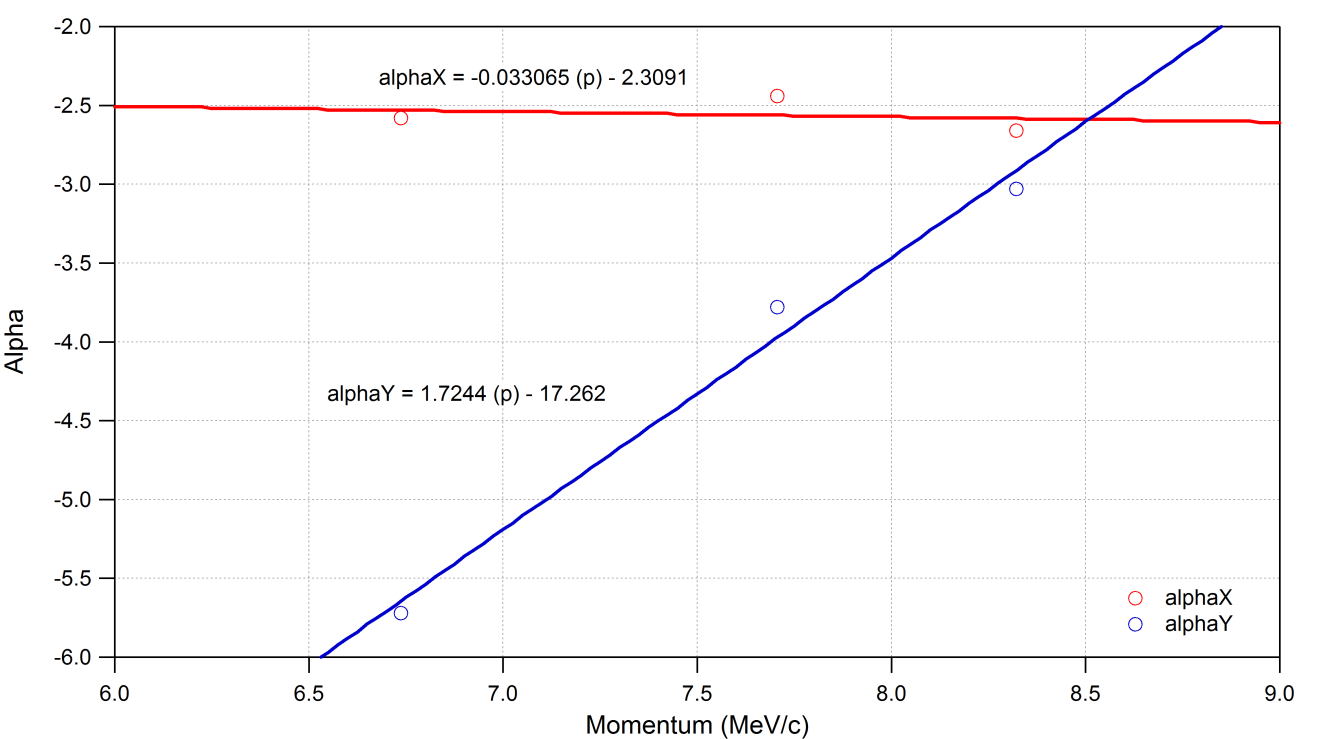 -2.0
alphaX = -0.033065 (p) - 2.3091
-2.5
-3.0
-3.5
Alpha
-4.0
alphaY = 1.7244 (p) - 17.262
-4.5
-5.0
-5.5
alphaX
alphaY
-6.0
6.0 6.5 7.0 7.5 8.0 8.5 9.0
Momentum (MeV/c)